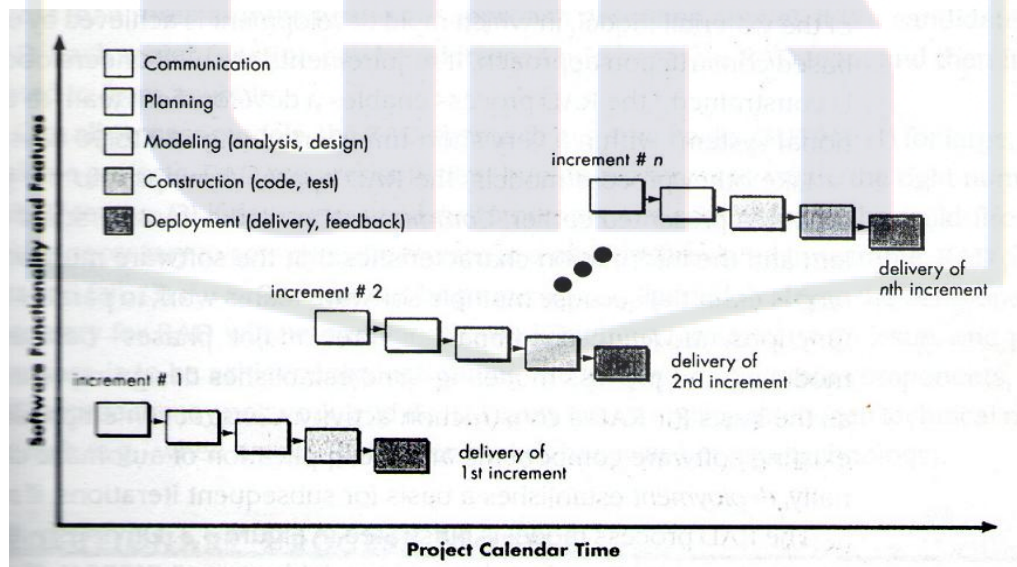 Software Functionality and Features
Communication
Planning
Modeling (analysis, design)
Construction (code, test)
Deployment (delivery, feedback)
increment # n
delivery of
nth increment
increment # 2
delivery of
2nd increment
increment # 1
delivery of
1st increment
Project Calendar Time